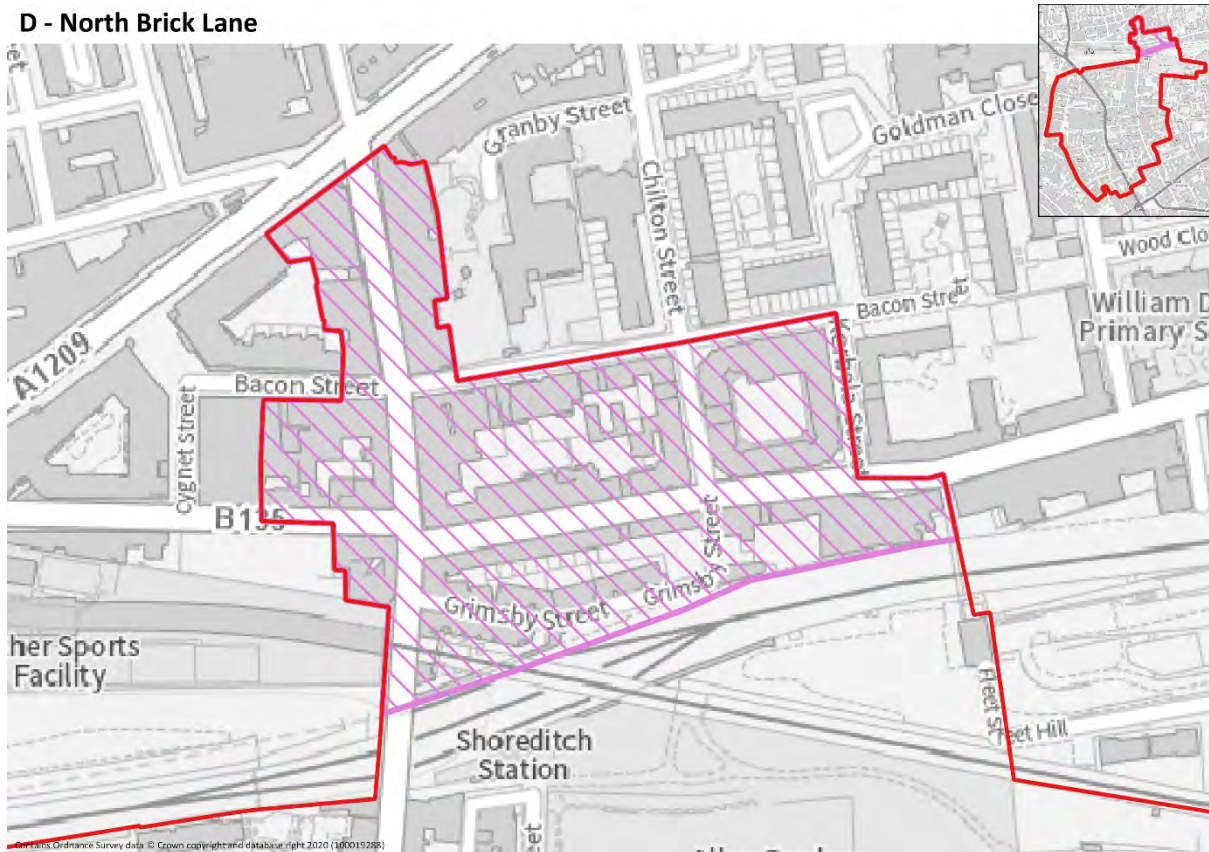 D - North Brick Lane
Granby Street
Goldman Close
Chilton Street
Wood Clo
Bacon Street
William D
Primary S
A1209
Bacon Street
Kerbela Street
Cygnet street
B135
Grimsby Street
Grimsby Street
her Sports
Facility
Fleet Street Hill
Shoreditch
Station
eet
Contains Ordnance Survey data © Crown copyright and database right 2020 (100019288)